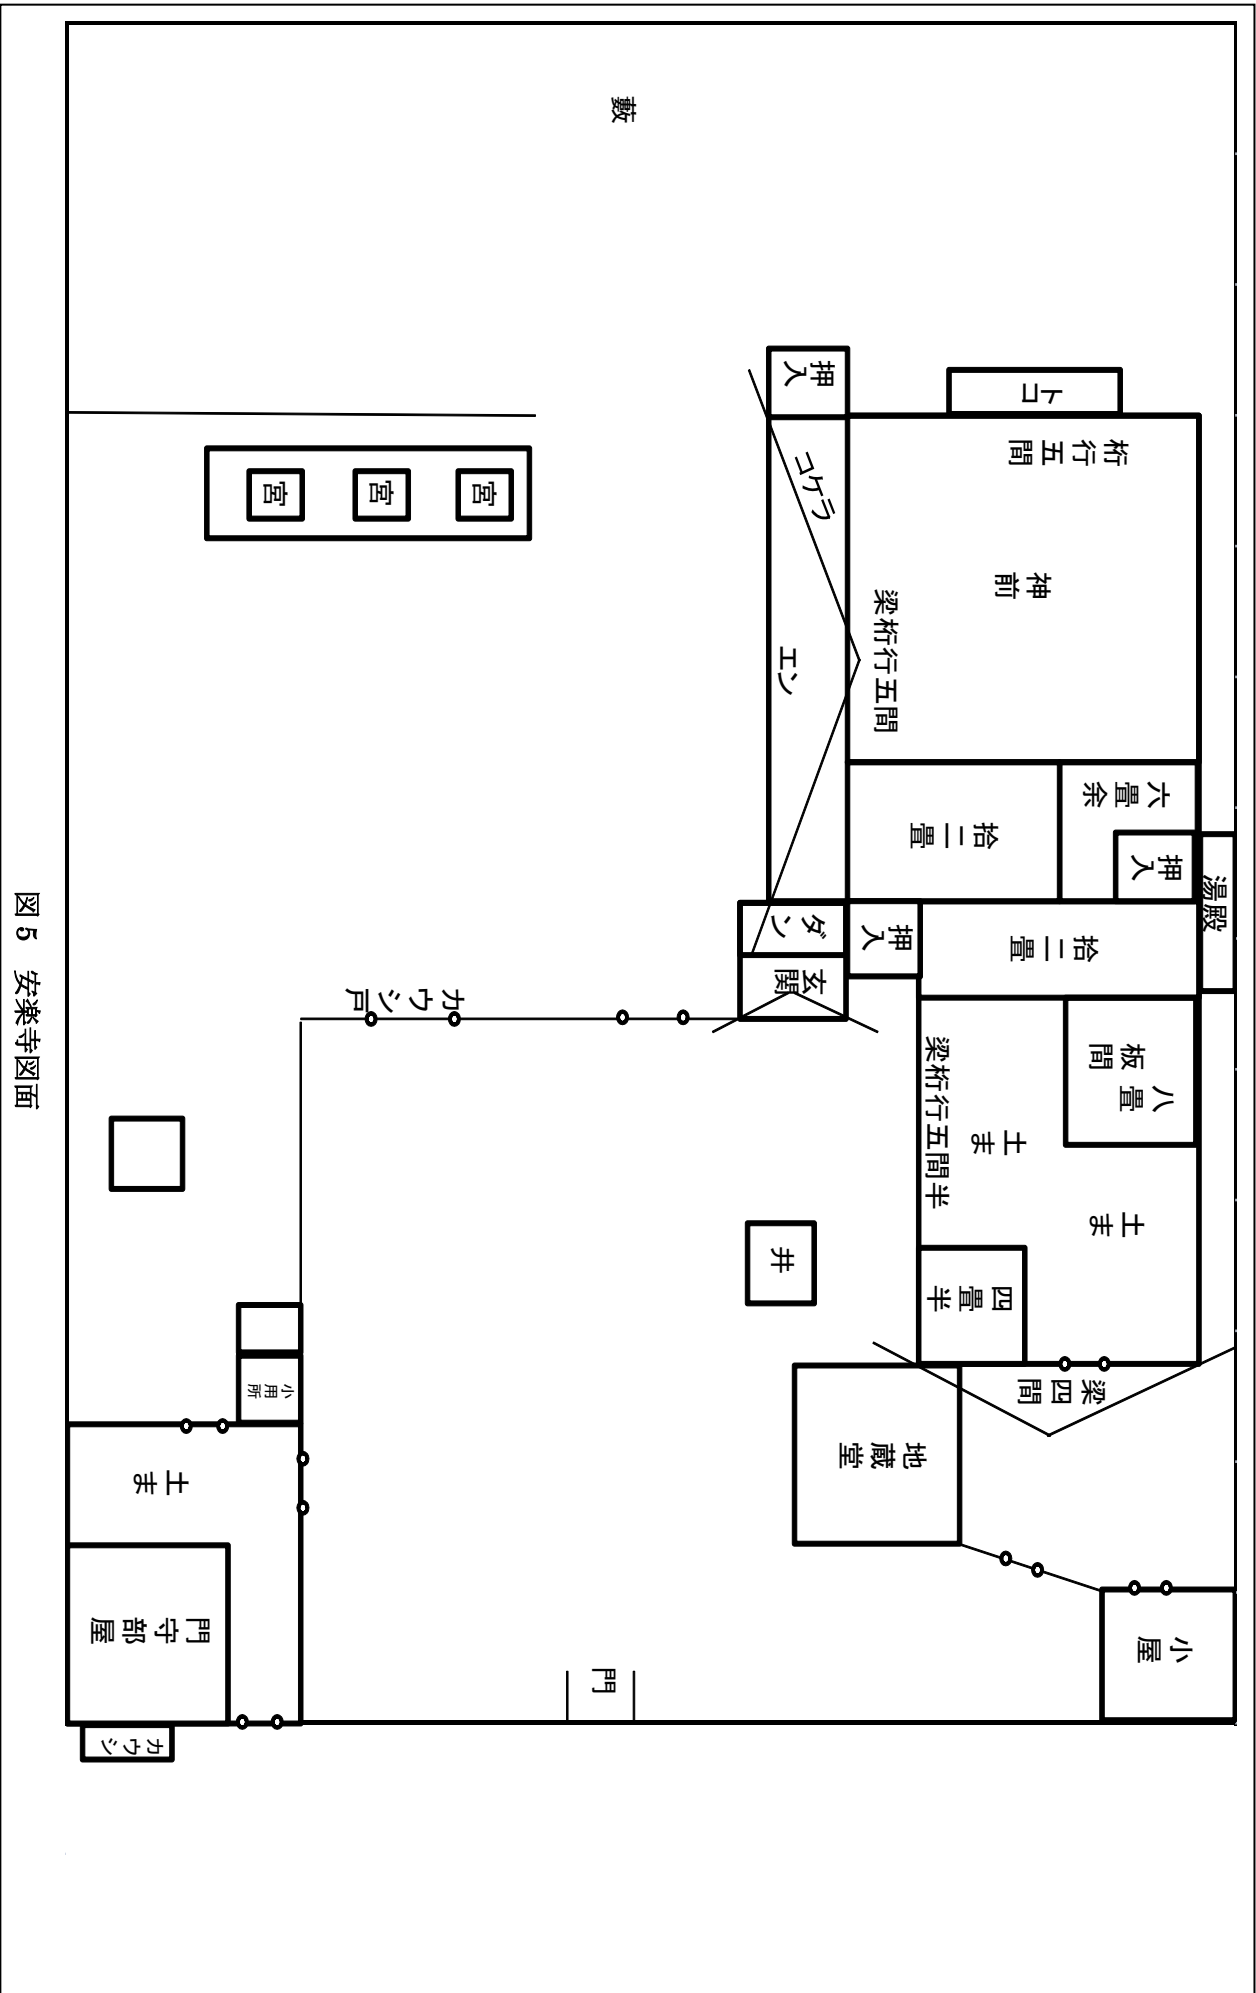 藪
トコ
押入
桁行五間
コケラ
宮
宮
宮
神前
梁桁行五間
エン
六畳余
拾二畳
押入
湯殿
拾二畳
押入
ダン
玄関
カウシ戸
八畳
板間
梁桁行五間半
土ま
土ま
井
四畳半
梁四間
小用所
地蔵堂
土ま
門守部屋
小屋
門
カウシ
図5 安楽寺図面